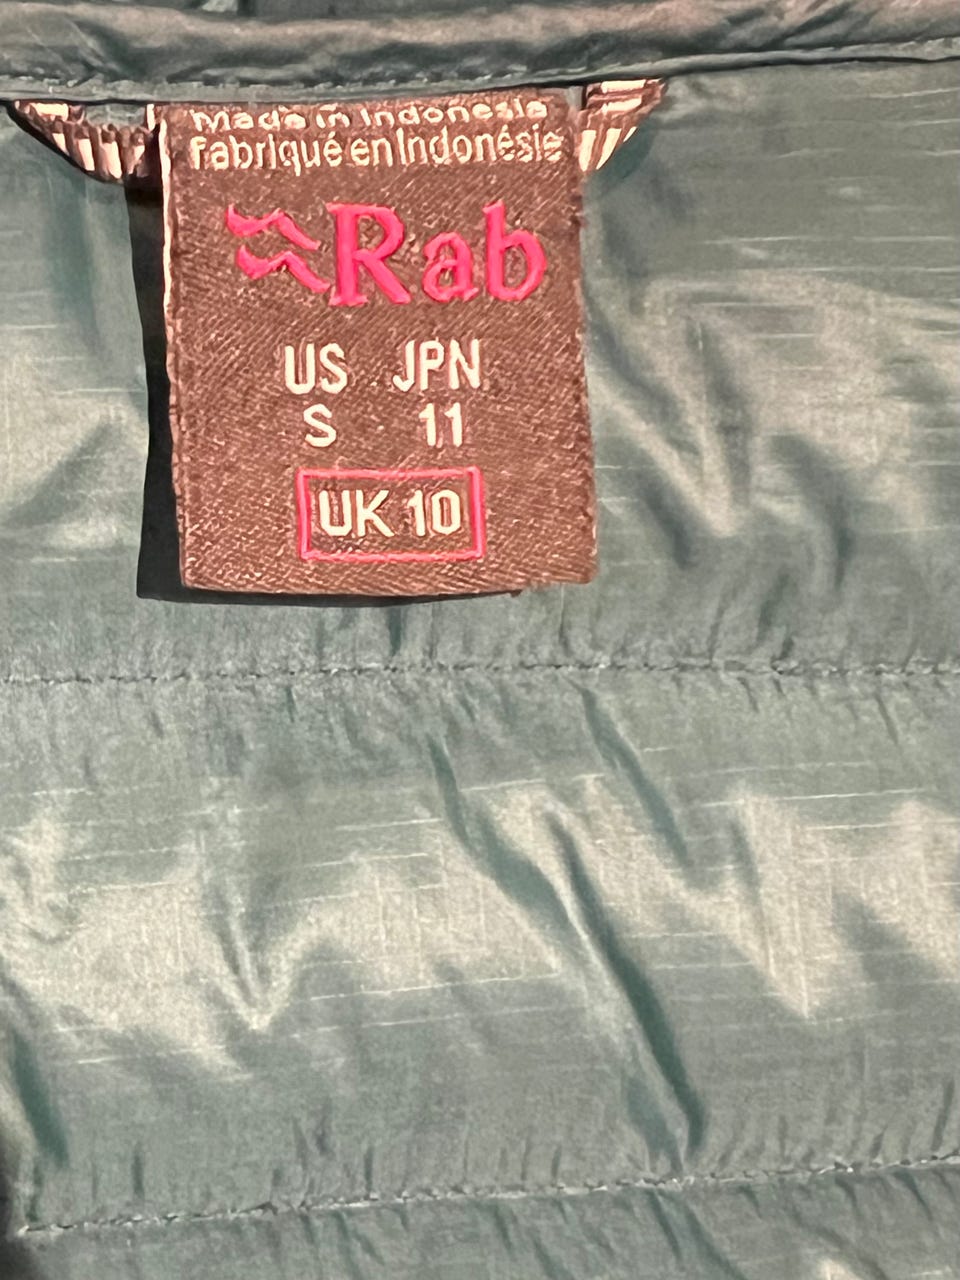 Made in Indonesia
fabriqué en Indonésie
Rab
US JPN
S 11
UK 10